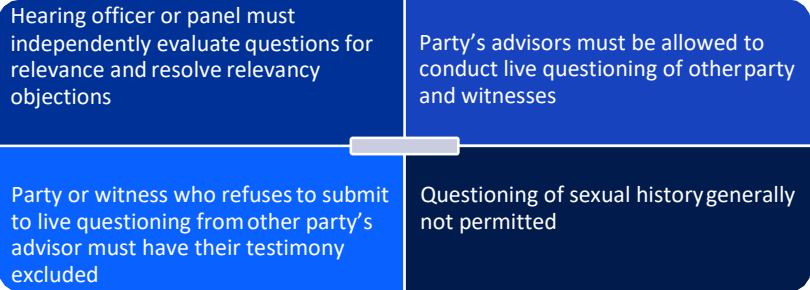 Hearing officer or panel must
independently evaluate questions for
relevance and resolve relevancy
objections
Party's advisors must be allowed to
conduct live questioning of other party
and witnesses
Party or witness who refuses to submit
to live questioning from other party's
advisor must have their testimony
excluded
Questioning of sexual history generally
not permitted